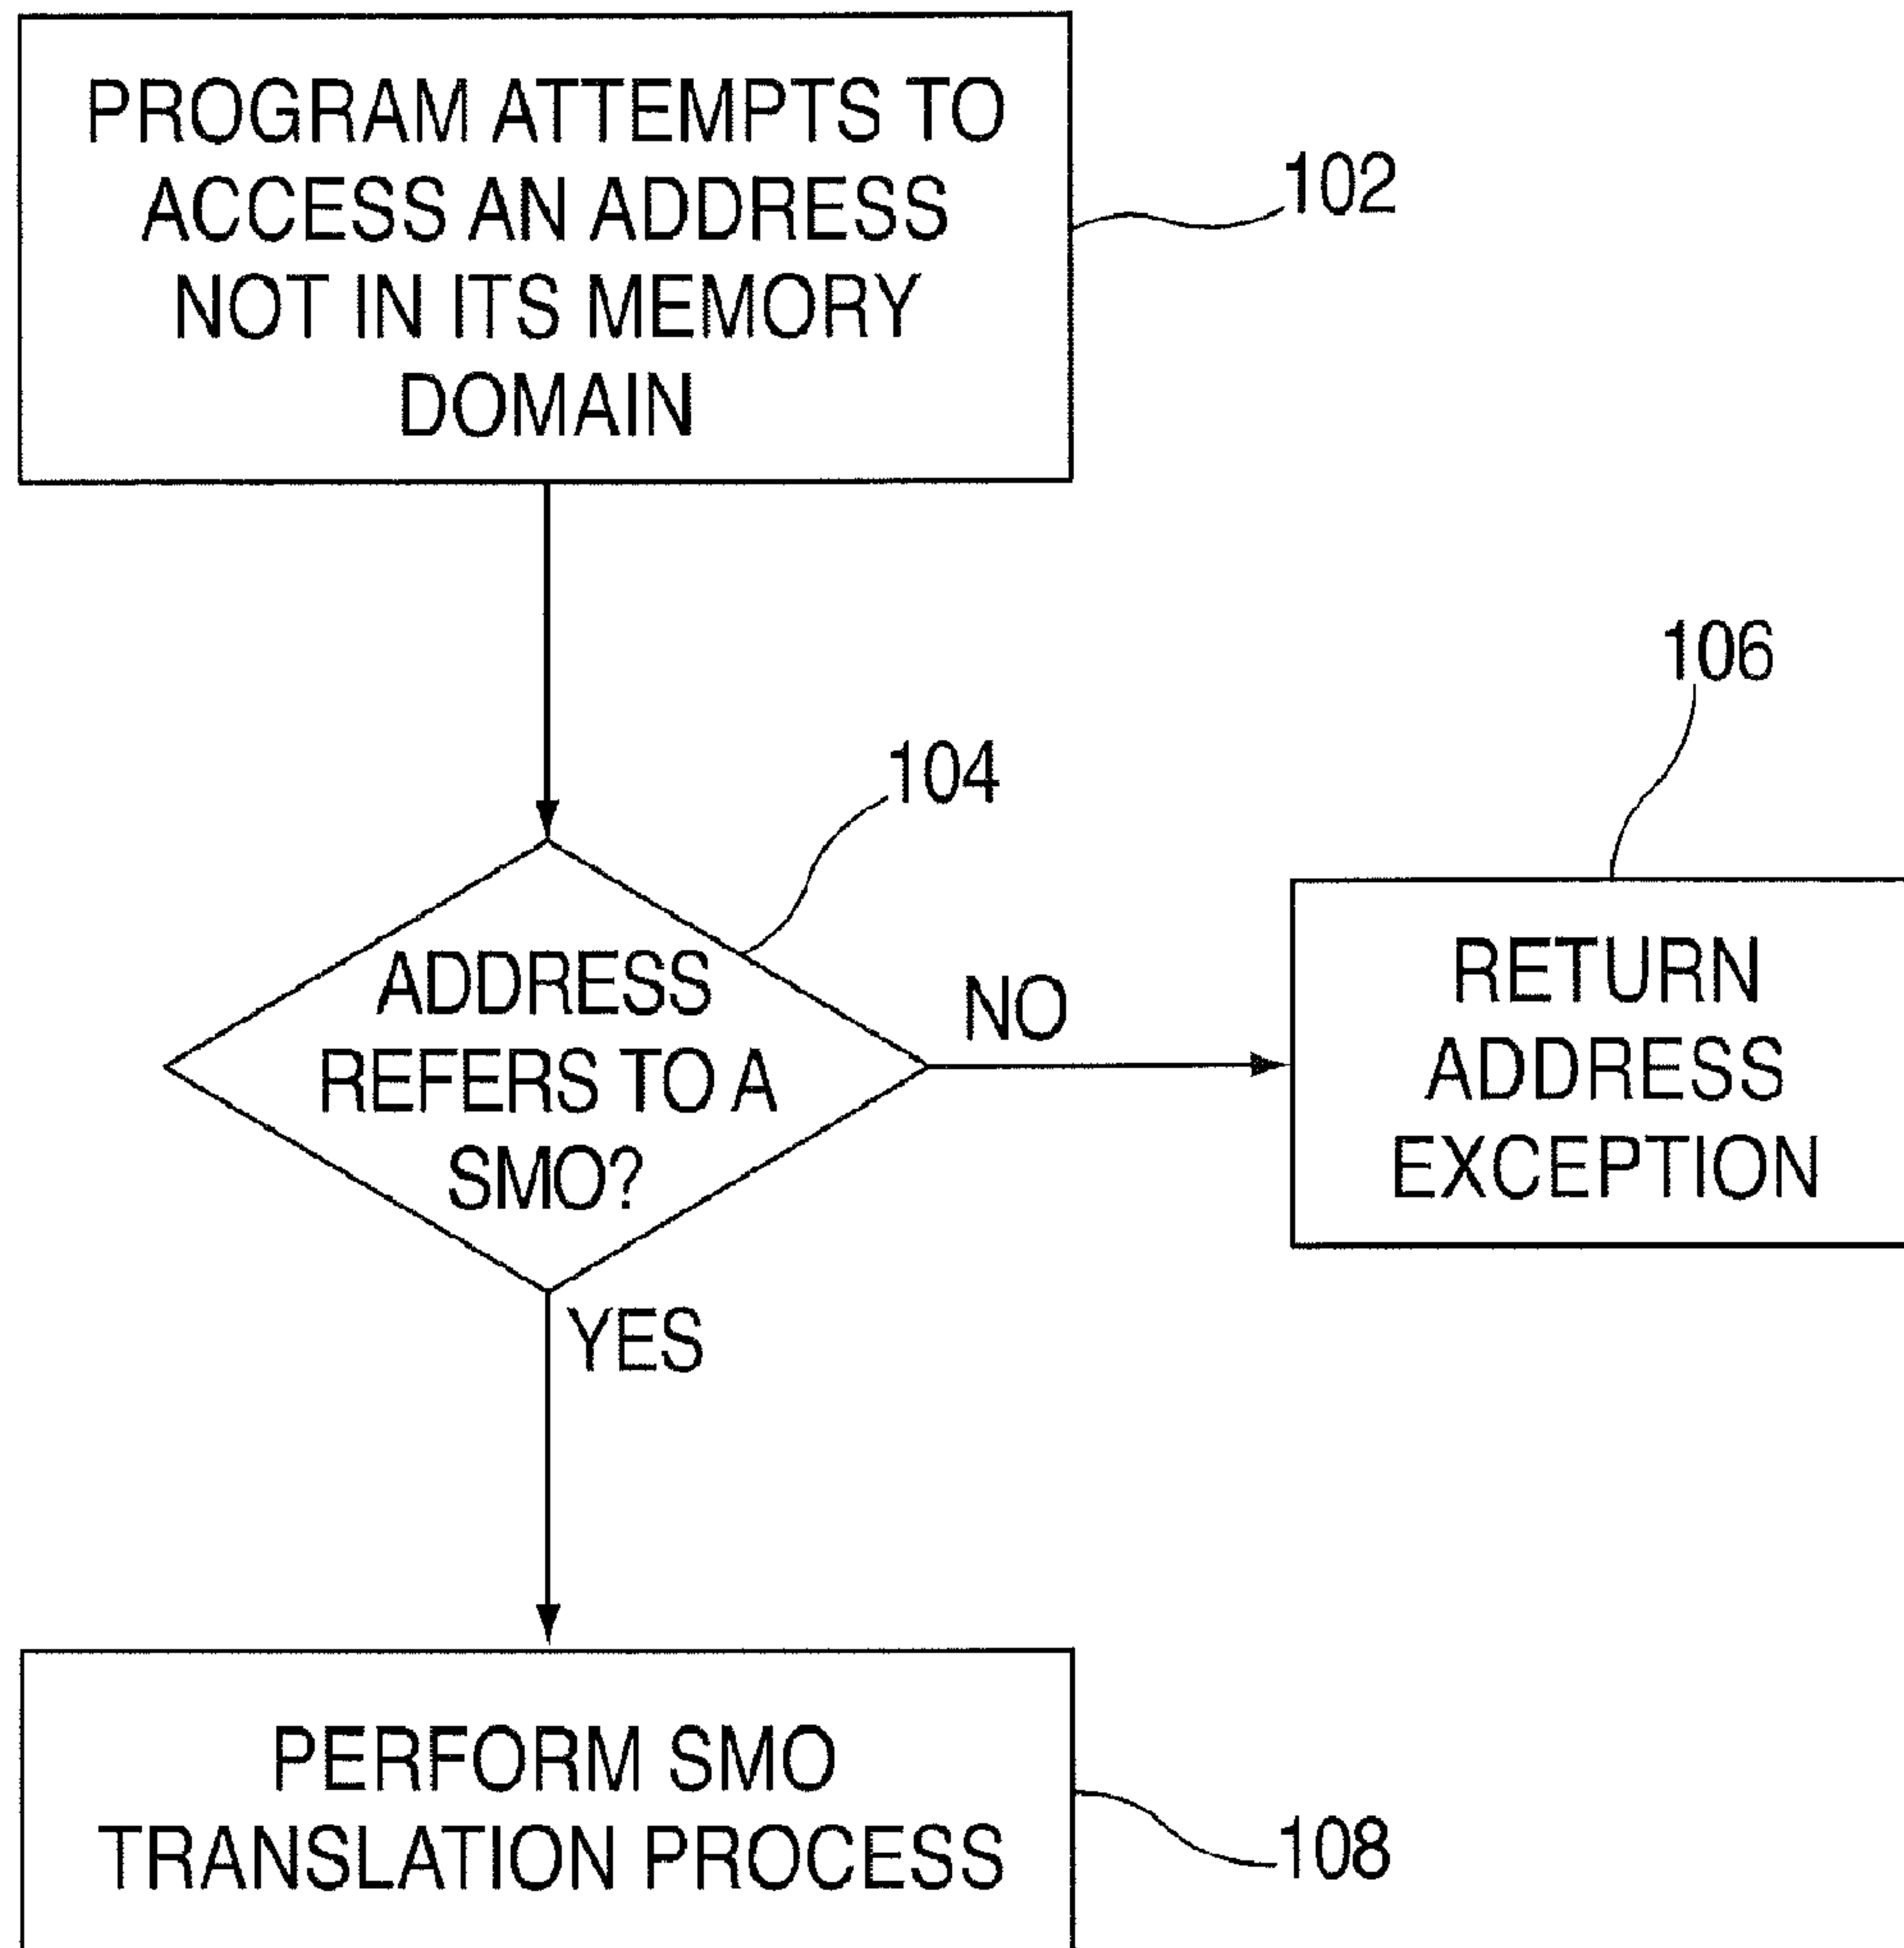 PROGRAM ATTEMPTS TO
ACCESS AN ADDRESS
NOT IN ITS MEMORY
DOMAIN
102
104
106
ADDRESS
REFERS TO A
SMO?
NO
YES
RETURN
ADDRESS
EXCEPTION
PERFORM SMO
TRANSLATION PROCESS
108